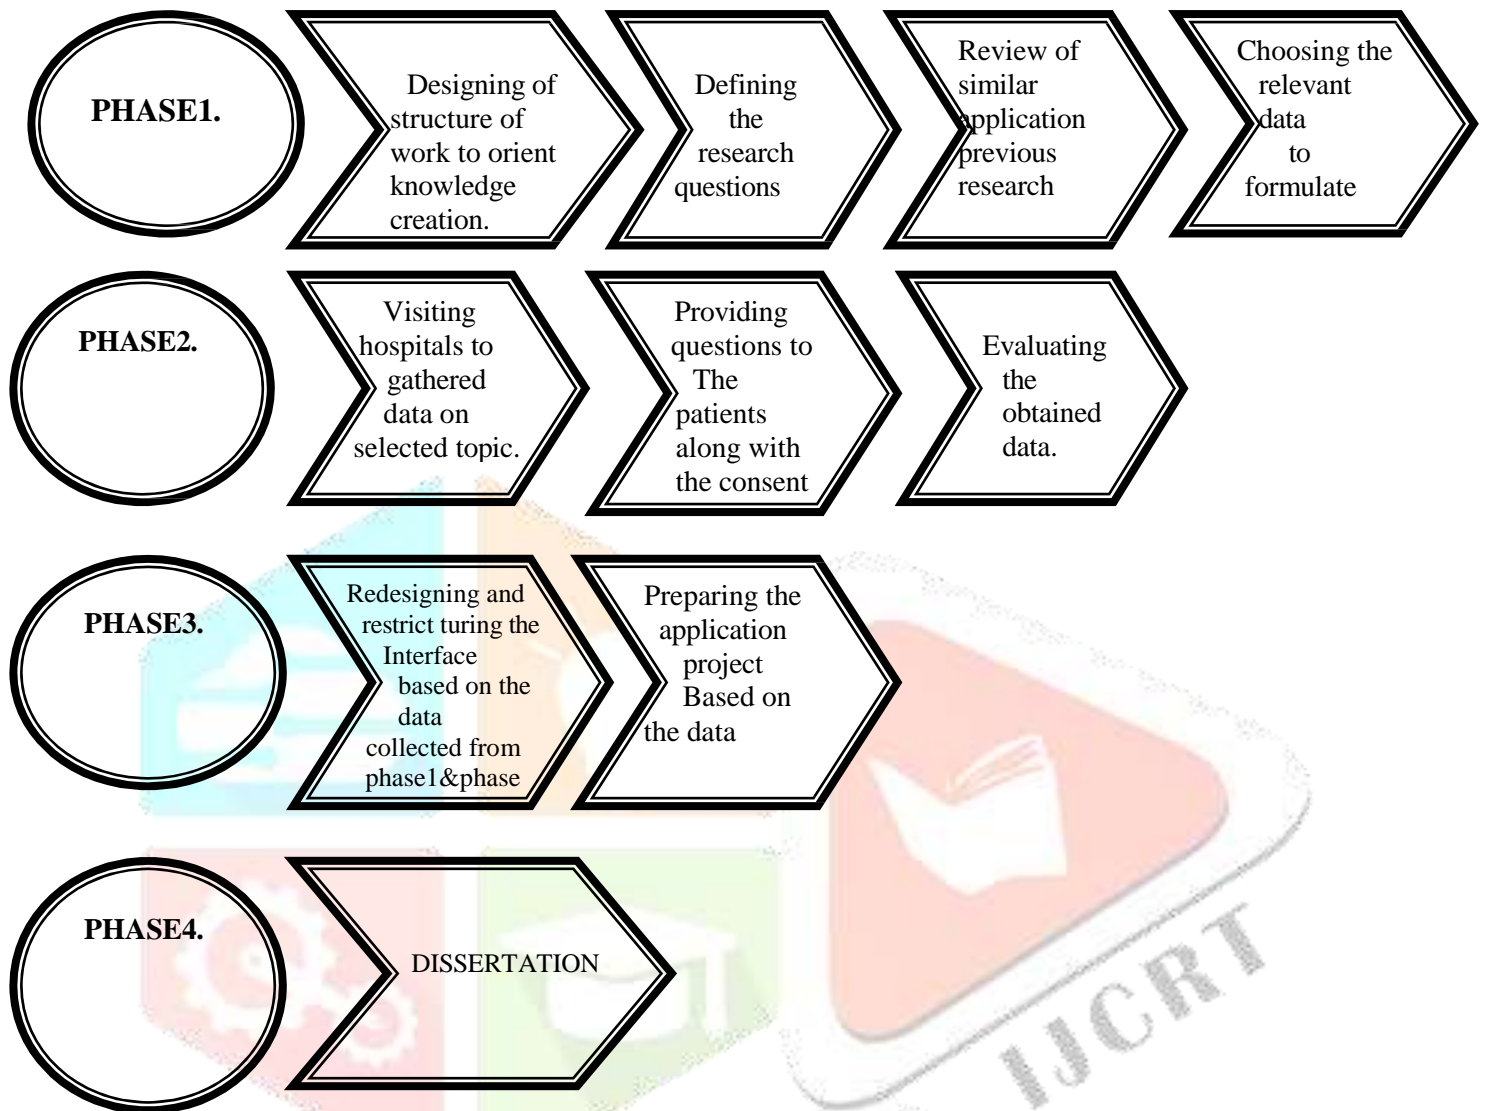 PHASE1.
Designing of
structure of
work to orient
knowledge
creation.
Defining
the
research
questions
Review of
similar
application
previous
research
Choosing the
relevant
data
to
formulate
PHASE2.
Visiting
hospitals to
gathered
data on
selected topic.
Providing
questions to
The
patients
along with
the consent
Evaluating
the
obtained
data.
PHASE3.
Redesigning and
restrict turing the
Interface
based on the
data
collected from
phase1&phase
Preparing the
application
project
Based on
the data
PHASE4.
DISSERTATION
IJCRT